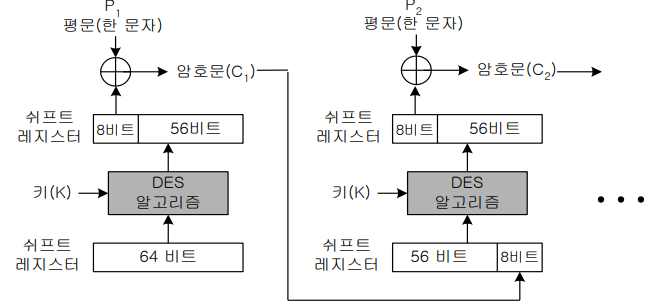 P1
평문(한 문자)
암호문(C1)
쉬프트
레지스터
8비트
56비트
키(K)
DES
알고리즘
쉬프트
레지스터
64 비트
P2
평문(한 문자)
암호문(C2)
쉬프트
레지스터
8비트
56비트
키(K)
DES
알고리즘
• • •
쉬프트
레지스터
56 비트
8비트